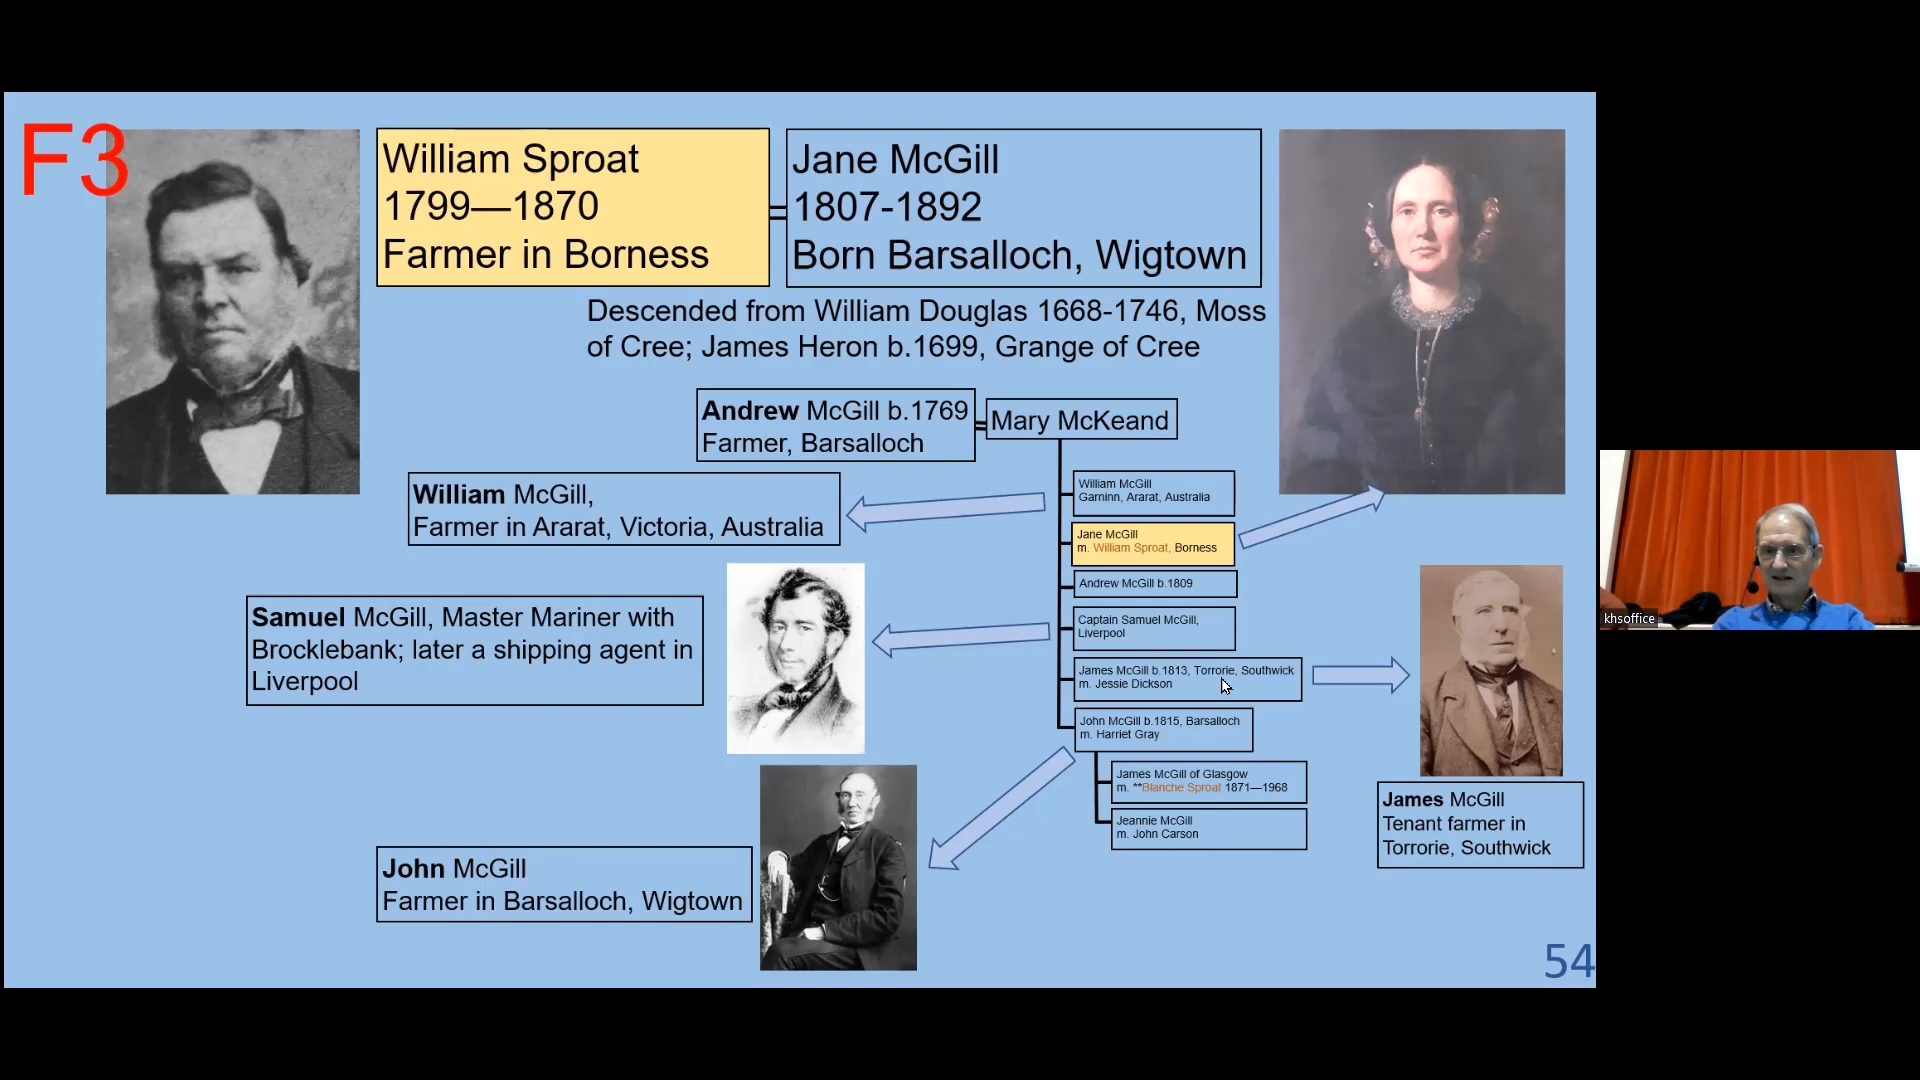 F3
William Sproat
1799—1870
Farmer in Borness
Jane McGill
1807-1892
Born Barsalloch, Wigtown
Descended from William Douglas 1668-1746, Moss
of Cree; James Heron b.1699, Grange of Cree
Andrew McGill b.1769
Farmer, Barsalloch
Mary McKeand
William McGill,
Farmer in Ararat, Victoria, Australia
William McGill
Garninn, Ararat, Australia
Jane McGill
m. William Sproat, Borness
Andrew McGill b.1809
Samuel McGill, Master Mariner with
Brocklebank; later a shipping agent in
Liverpool
Captain Samuel McGill,
Liverpool
James McGill b.1813, Torrorie, Southwick
m. Jessie Dickson
John McGill b.1815, Barsalloch
m. Harriet Gray
James McGill of Glasgow
m. **Blanche Sproat 1871—1968
Jeannie McGill
m. John Carson
James McGill
Tenant farmer in
Torrorie, Southwick
John McGill
Farmer in Barsalloch, Wigtown
54
khsoffice